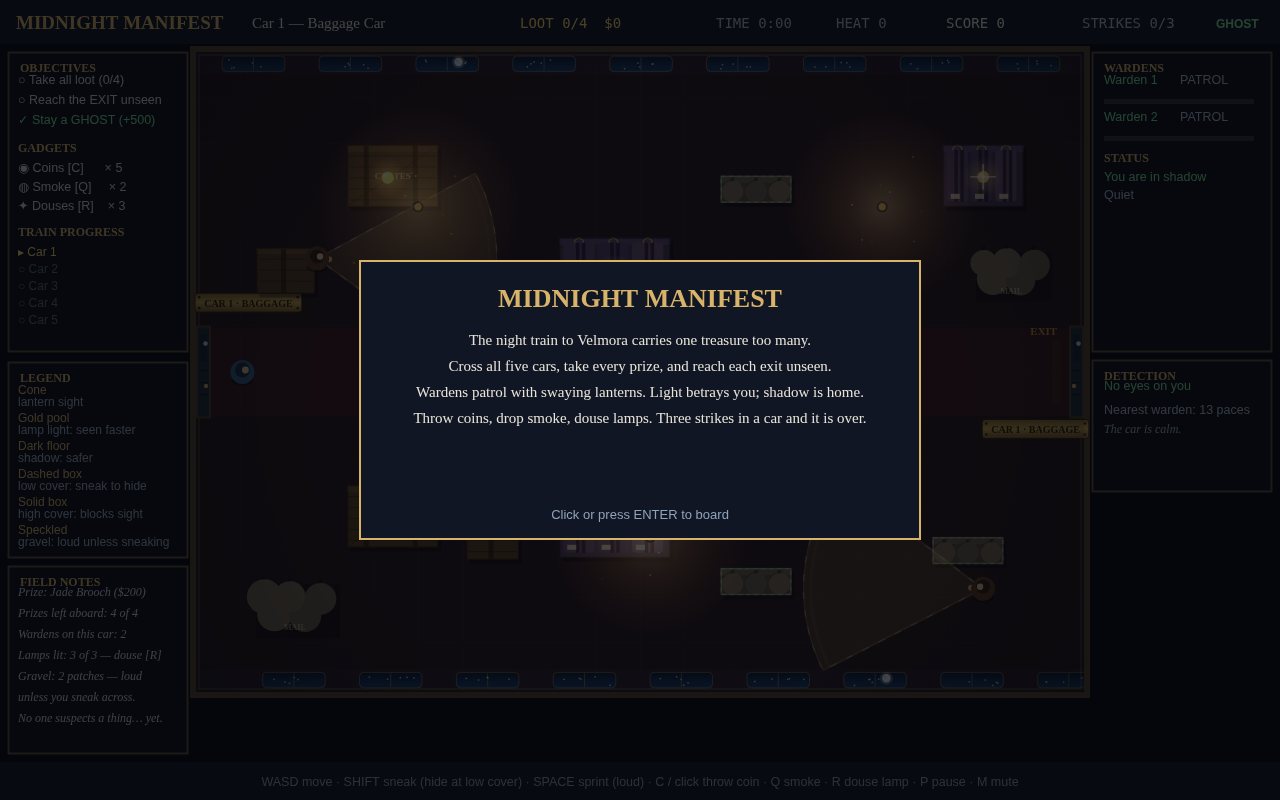 MIDNIGHT MANIFEST Car 1 — Baggage Car LOOT 0/4 $0 TIME 0:00 HEAT 0 SCORE 0 STRIKES 0/3 GHOST
OBJECTIVES
○ Take all loot (0/4)
○ Reach the EXIT unseen
✓ Stay a GHOST (+500)
GADGETS
◉ Coins [C] × 5
◍ Smoke [Q] × 2
✦ Douses [R] × 3
TRAIN PROGRESS
▸ Car 1
○ Car 2
○ Car 3
○ Car 4
○ Car 5
LEGEND
Cone
lantern sight
Gold pool
lamp light: seen faster
Dark floor
shadow: safer
Dashed box
low cover: sneak to hide
Solid box
high cover: blocks sight
Speckled
gravel: loud unless sneaking
FIELD NOTES
Prize: Jade Brooch ($200)
Prizes left aboard: 4 of 4
Wardens on this car: 2
Lamps lit: 3 of 3 — douse [R]
Gravel: 2 patches — loud
unless you sneak across.
No one suspects a thing… yet.
MAIL
CAR 1 · BAGGAGE
EXIT
CAR 1 · BAGGAGE
MAIL
MIDNIGHT MANIFEST
The night train to Velmora carries one treasure too many.
Cross all five cars, take every prize, and reach each exit unseen.
Wardens patrol with swaying lanterns. Light betrays you; shadow is home.
Throw coins, drop smoke, douse lamps. Three strikes in a car and it is over.
Click or press ENTER to board
WARDENS
Warden 1 PATROL
Warden 2 PATROL
STATUS
You are in shadow
Quiet
DETECTION
No eyes on you
Nearest warden: 13 paces
The car is calm.
WASD move · SHIFT sneak (hide at low cover) · SPACE sprint (loud) · C / click throw coin · Q smoke · R douse lamp · P pause · M mute